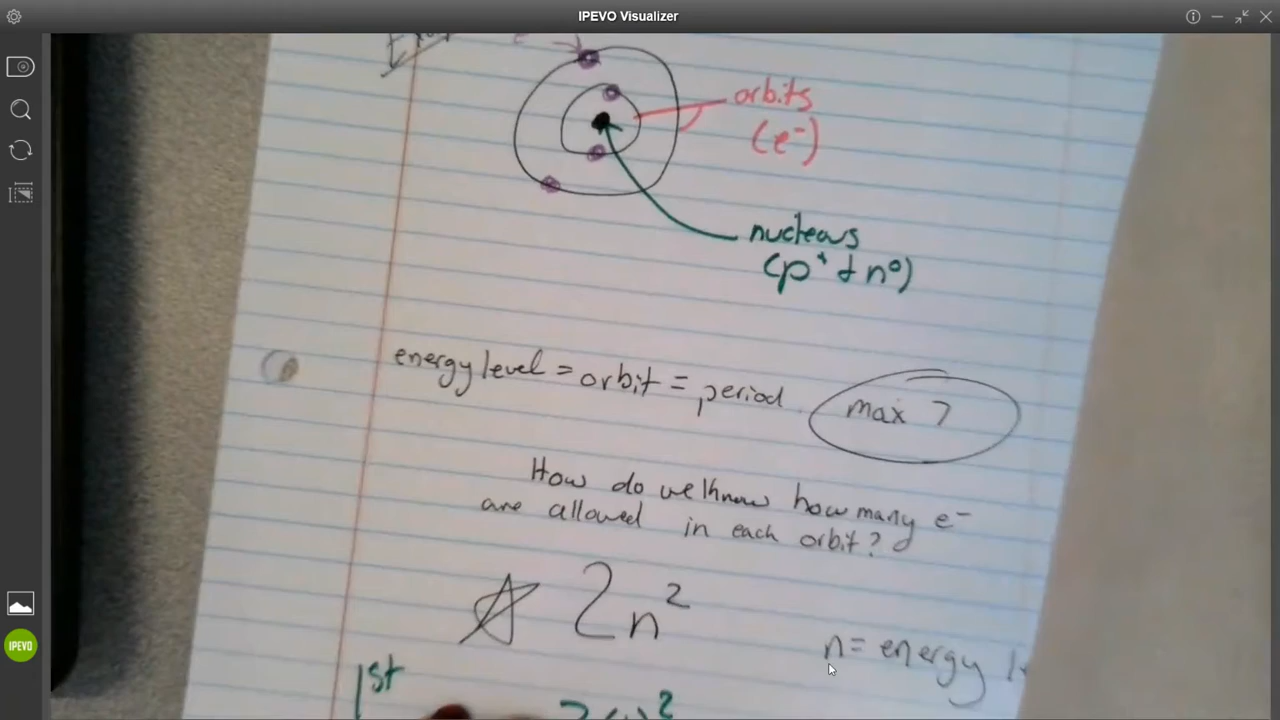 IPEVO Visualizer
orbits
(e⁻)
nucleus
(p⁺ + n⁰)
energy level = orbit = period
max 7
How do we know how many e⁻
are allowed in each orbit?
2n²
n = energy
1st
IPEVO